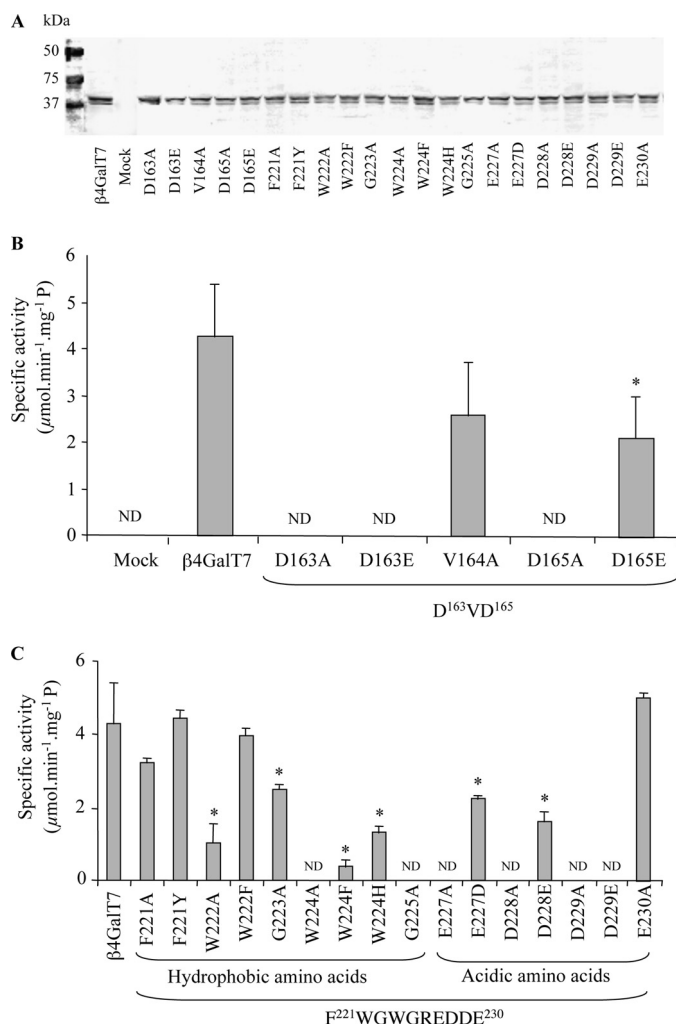 A
kDa
50
75
37
β4GalT7 Mock D163A D163E V164A D165A D165E F221A F221Y W222A W222F G223A W224A W224F W224H G225A E227A E227D D228A D228E D229A D229E E230A
B
Specific activity
(µmol.min⁻¹.mg⁻¹ P)
6
5
4
3
2
1
0
ND ND ND ND *
Mock β4GalT7 D163A D163E V164A D165A D165E
D¹⁶³VD¹⁶⁵
C
Specific activity
(µmol.min⁻¹.mg⁻¹ P)
6
4
2
0
* * ND * * ND ND * ND * ND ND
β4GalT7 F221A F221Y W222A W222F G223A W224A W224F W224H G225A E227A E227D D228A D228E D229A D229E E230A
Hydrophobic amino acids Acidic amino acids
F²²¹WGWGREDDE²³⁰